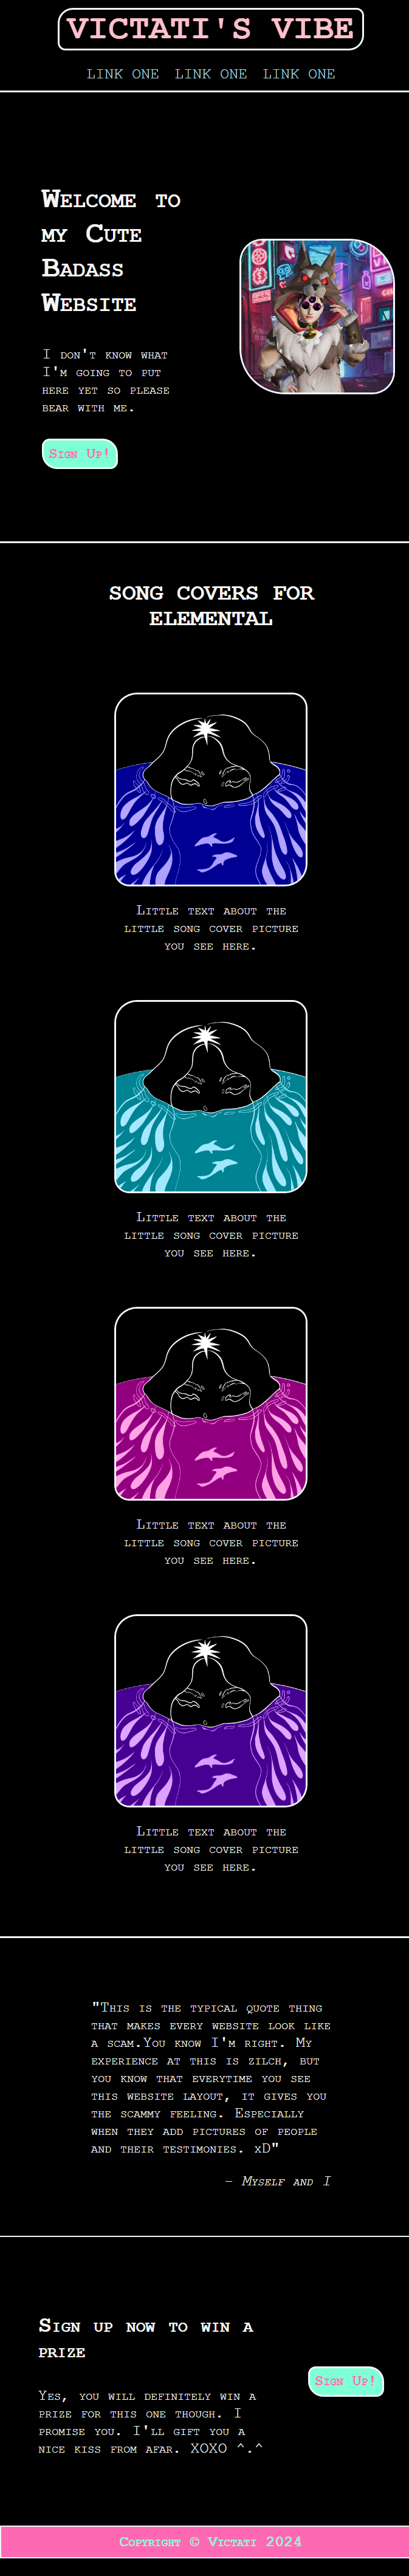 VICTATI'S VIBE
LINK ONE LINK ONE LINK ONE
Welcome to
my Cute
Badass
Website
I don't know what
I'm going to put
here yet so please
bear with me.
Sign Up!
SONG COVERS FOR
ELEMENTAL
Little text about the
little song cover picture
you see here.
Little text about the
little song cover picture
you see here.
Little text about the
little song cover picture
you see here.
Little text about the
little song cover picture
you see here.
"This is the typical quote thing
that makes every website look like
a scam.You know I'm right. My
experience at this is zilch, but
you know that everytime you see
this website layout, it gives you
the scammy feeling. Especially
when they add pictures of people
and their testimonies. xD"
- Myself and I
Sign up now to win a
prize
Yes, you will definitely win a
prize for this one though. I
promise you. I'll gift you a
nice kiss from afar. XOXO ^.^
Sign Up!
Copyright © Victati 2024